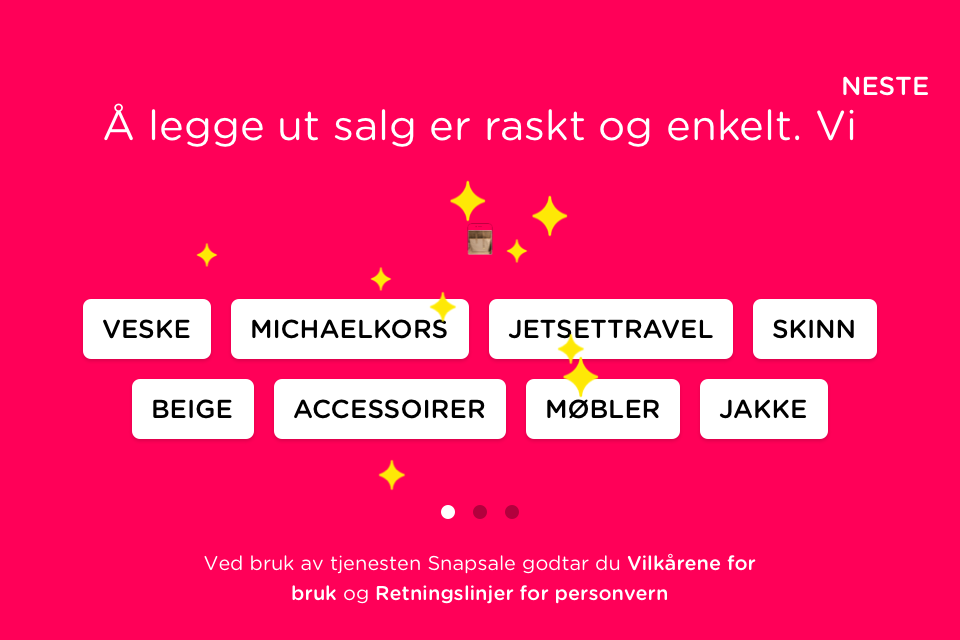 NESTE
Å legge ut salg er raskt og enkelt. Vi
VESKE MICHAELKORS JETSETTRAVEL SKINN
BEIGE ACCESSOIRER MØBLER JAKKE
Ved bruk av tjenesten Snapsale godtar du Vilkårene for
bruk og Retningslinjer for personvern